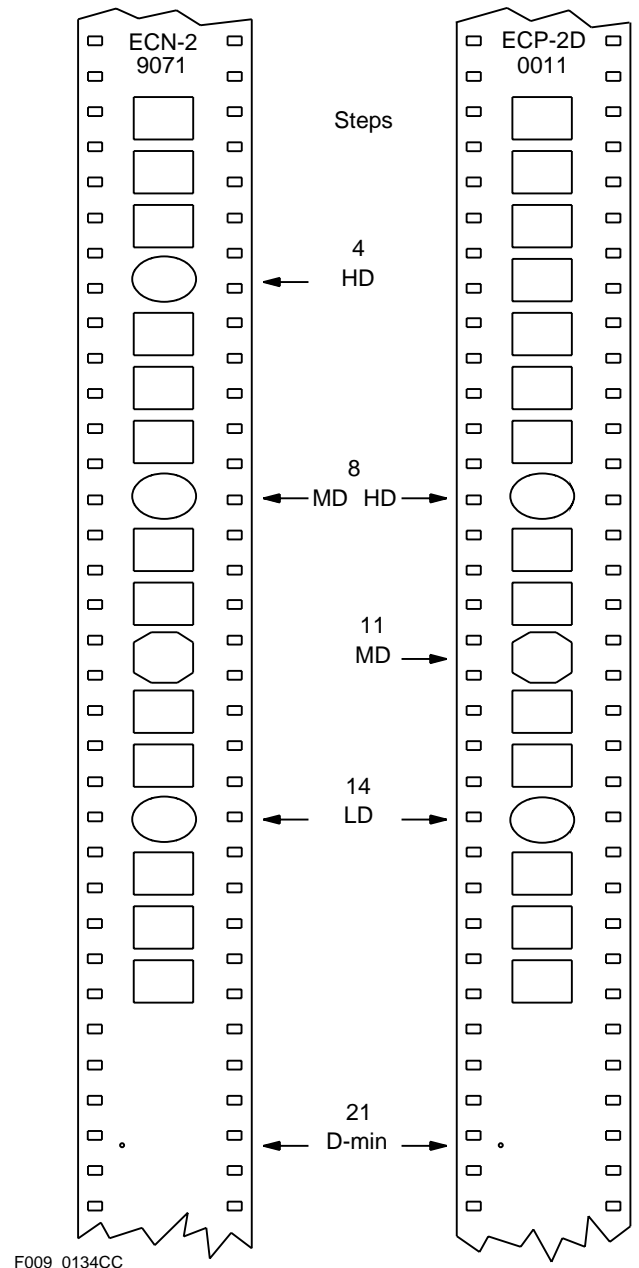 ECN-2
9071
ECP-2D
0011
Steps
4
HD
8
MD HD
11
MD
14
LD
21
D-min
F009_0134CC